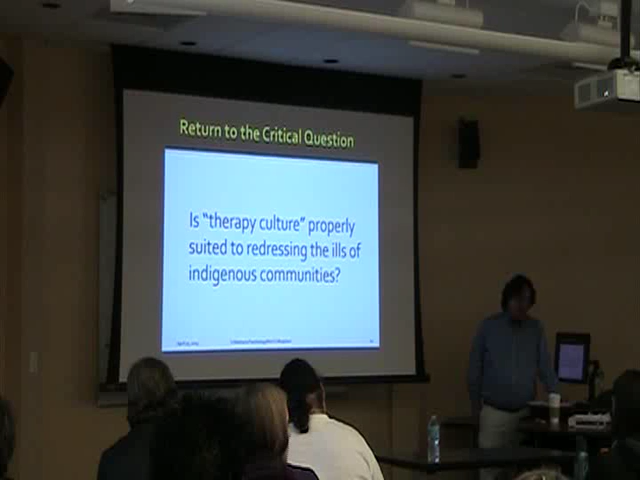 Return to the Critical Question
Is "therapy culture" properly
suited to redressing the ills of
indigenous communities?